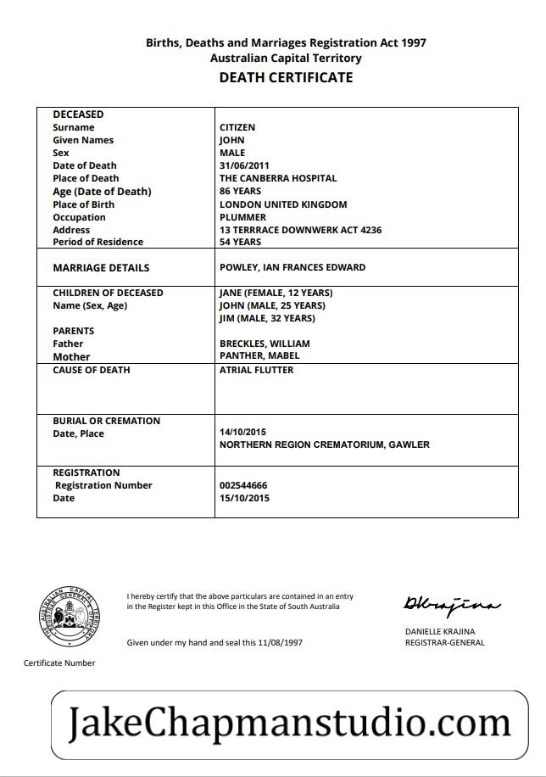 Births, Deaths and Marriages Registration Act 1997
Australian Capital Territory
DEATH CERTIFICATE
DECEASED
Surname CITIZEN
Given Names JOHN
Sex MALE
Date of Death 31/06/2011
Place of Death THE CANBERRA HOSPITAL
Age (Date of Death) 86 YEARS
Place of Birth LONDON UNITED KINGDOM
Occupation PLUMMER
Address 13 TERRRACE DOWNWERK ACT 4236
Period of Residence 54 YEARS
MARRIAGE DETAILS POWLEY, IAN FRANCES EDWARD
CHILDREN OF DECEASED JANE (FEMALE, 12 YEARS)
Name (Sex, Age) JOHN (MALE, 25 YEARS)
JIM (MALE, 32 YEARS)
PARENTS
Father BRECKLES, WILLIAM
Mother PANTHER, MABEL
CAUSE OF DEATH ATRIAL FLUTTER
BURIAL OR CREMATION
Date, Place 14/10/2015
NORTHERN REGION CREMATORIUM, GAWLER
REGISTRATION
Registration Number 002544666
Date 15/10/2015
I hereby certify that the above particulars are contained in an entry
in the Register kept in this Office in the State of South Australia
Given under my hand and seal this 11/08/1997
DKrajina
DANIELLE KRAJINA
REGISTRAR-GENERAL
AUSTRALIAN CAPITAL TERRITORY
REGISTRAR GENERAL'S
Certificate Number
JakeChapmanstudio.com